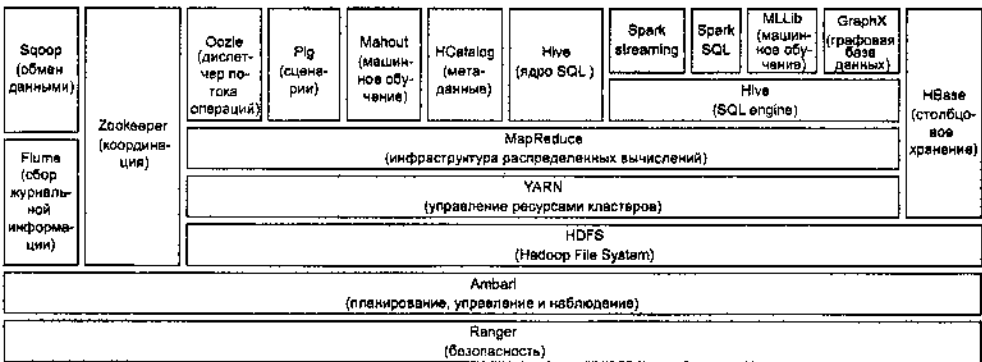 Sqoop
(обмен
данными)
Flume
(сбор
журналь-
ной
информа-
ции)
Zookeeper
(координа-
ция)
Oozie
(диспет-
чер по-
тока
операций)
Pig
(сцена-
рии)
Mahout
(машин-
ное обу-
чение)
HCatalog
(мета-
данные)
Hive
(ядро SQL )
Spark
streaming
Spark
SQL
MLLib
(машин-
ное обу-
чение)
GraphX
(графовая
база
данных)
Hive
(SQL engine)
HBase
(столбцо-
вое
хранение)
MapReduce
(инфраструктура распределенных вычислений)
YARN
(управление ресурсами кластеров)
HDFS
(Hadoop File System)
Ambari
(планирование, управление и наблюдение)
Ranger
(безопасность)